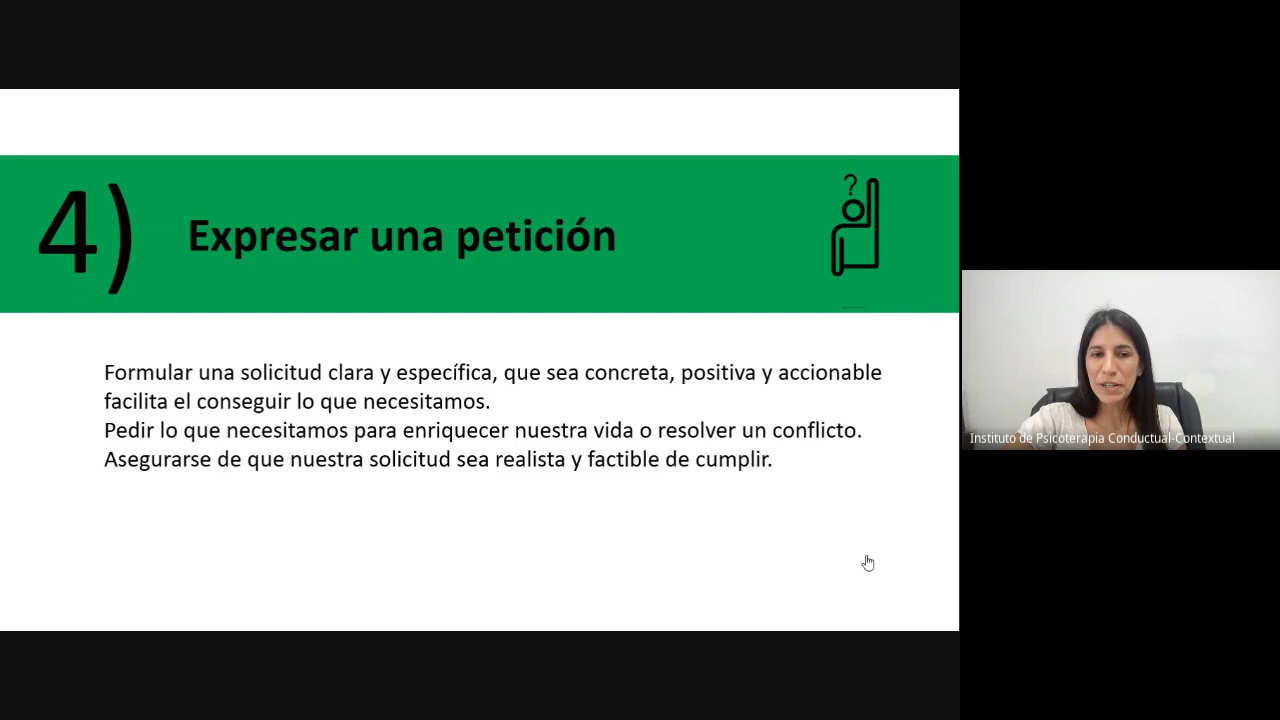 4)
Expresar una petición
?
Formular una solicitud clara y específica, que sea concreta, positiva y accionable
facilita el conseguir lo que necesitamos.
Pedir lo que necesitamos para enriquecer nuestra vida o resolver un conflicto.
Asegurarse de que nuestra solicitud sea realista y factible de cumplir.
Instituto de Psicoterapia Conductual-Contextual